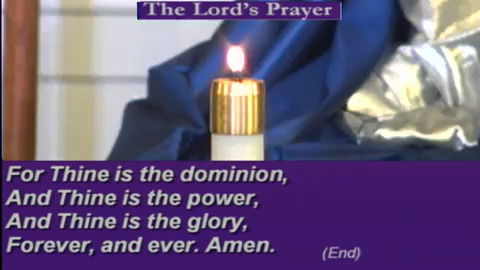 The Lord's Prayer
For Thine is the dominion,
And Thine is the power,
And Thine is the glory,
Forever, and ever. Amen.
(End)